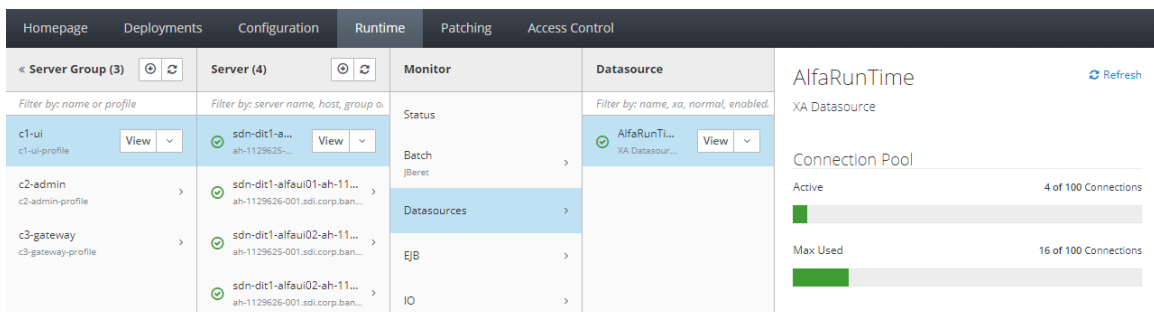 Homepage Deployments Configuration Runtime Patching Access Control
« Server Group (3)
Filter by: name or profile
c1-ui
c1-ui-profile
View
c2-admin
c2-admin-profile
c3-gateway
c3-gateway-profile
Server (4)
Filter by: server name, host, group o
sdn-dit1-a...
ah-1129625-...
View
sdn-dit1-alfaui01-ah-11...
ah-1129626-001.sdi.corp.ban...
sdn-dit1-alfaui02-ah-11...
ah-1129625-001.sdi.corp.ban...
sdn-dit1-alfaui02-ah-11...
ah-1129626-001.sdi.corp.ban...
Monitor
Status
Batch
JBeret
Datasources
EJB
IO
Datasource
Filter by: name, xa, normal, enabled
AlfaRunTi...
XA Datasour...
View
AlfaRunTime
Refresh
XA Datasource
Connection Pool
Active 4 of 100 Connections
Max Used 16 of 100 Connections